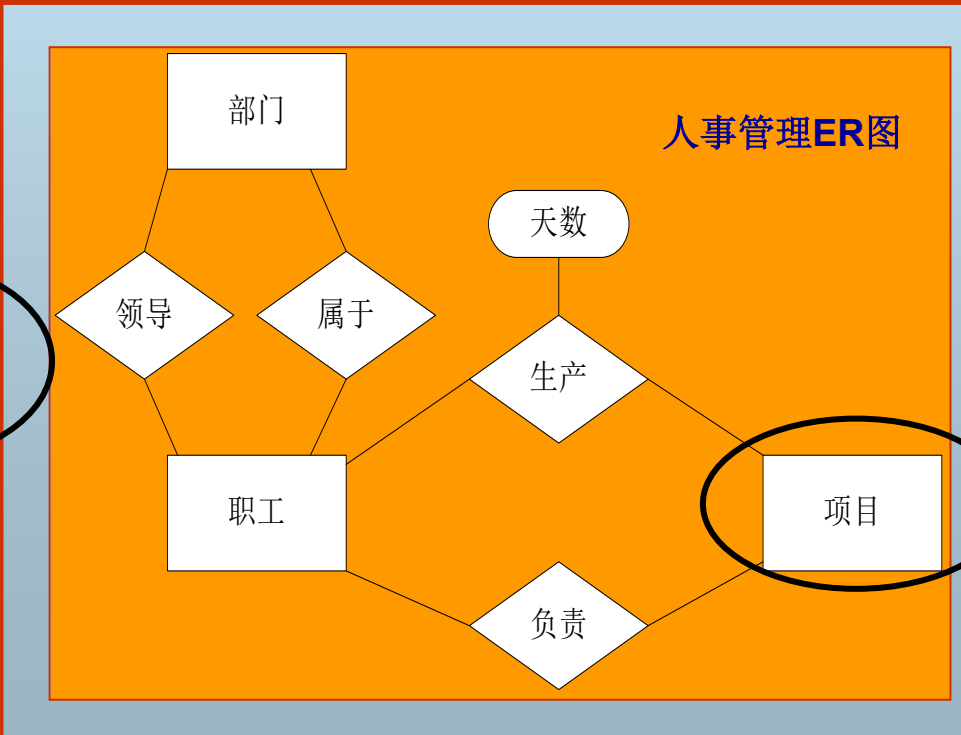 部门
人事管理ER图
天数
领导
属于
生产
职工
项目
负责